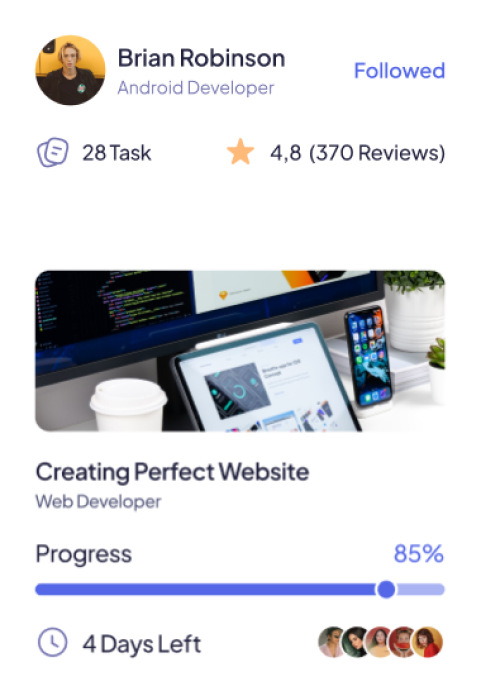 Brian Robinson
Followed
Android Developer
28 Task
4,8 (370 Reviews)
Creating Perfect Website
Web Developer
Progress
85%
4 Days Left